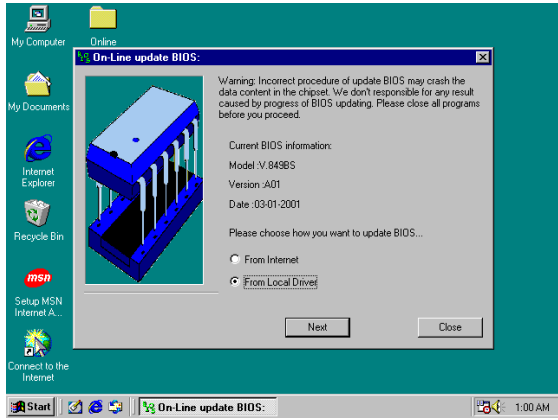 My Computer
Online
On-Line update BIOS:
My Documents
Internet
Explorer
Recycle Bin
msn
Setup MSN
Internet A...
Connect to the
Internet
Warning: Incorrect procedure of update BIOS may crash the
data content in the chipset. We don't responsible for any result
caused by progress of BIOS updating. Please close all programs
before you proceed.
Current BIOS information:
Model :V.849BS
Version :A01
Date :03-01-2001
Please choose how you want to update BIOS...
From Internet
From Local Driver
Next
Close
Start
On-Line update BIOS:
1:00 AM